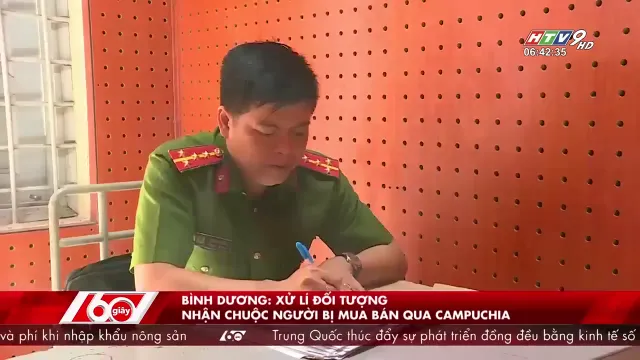 HTV9 HD
06:42:35
60 giây
BÌNH DƯƠNG: XỬ LÍ ĐỐI TƯỢNG
NHẬN CHUỘC NGƯỜI BỊ MUA BÁN QUA CAMPUCHIA
và phí khi nhập khẩu nông sản Trung Quốc thúc đẩy sự phát triển đồng đều bằng kinh tế số